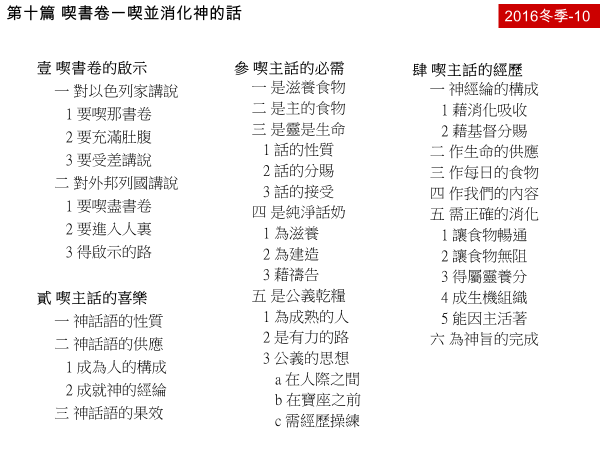 第十篇 喫書卷─喫並消化神的話
2016冬季-10
壹 喫書卷的啟示
一 對以色列家講說
1 要喫那書卷
2 要充滿肚腹
3 要受差講說
二 對外邦列國講說
1 要喫盡書卷
2 要進入人裏
3 得啟示的路
貳 喫主話的喜樂
一 神話語的性質
二 神話語的供應
1 成為人的構成
2 成就神的經綸
三 神話語的果效
參 喫主話的必需
一 是滋養食物
二 是主的食物
三 是靈是生命
1 話的性質
2 話的分賜
3 話的接受
四 是純淨話奶
1 為滋養
2 為建造
3 藉禱告
五 是公義乾糧
1 為成熟的人
2 是有力的路
3 公義的思想
a 在人際之間
b 在寶座之前
c 需經歷操練
肆 喫主話的經歷
一 神經綸的構成
1 藉消化吸收
2 藉基督分賜
二 作生命的供應
三 作每日的食物
四 作我們的內容
五 需正確的消化
1 讓食物暢通
2 讓食物無阻
3 得屬靈養分
4 成生機組織
5 能因主活著
六 為神旨的完成